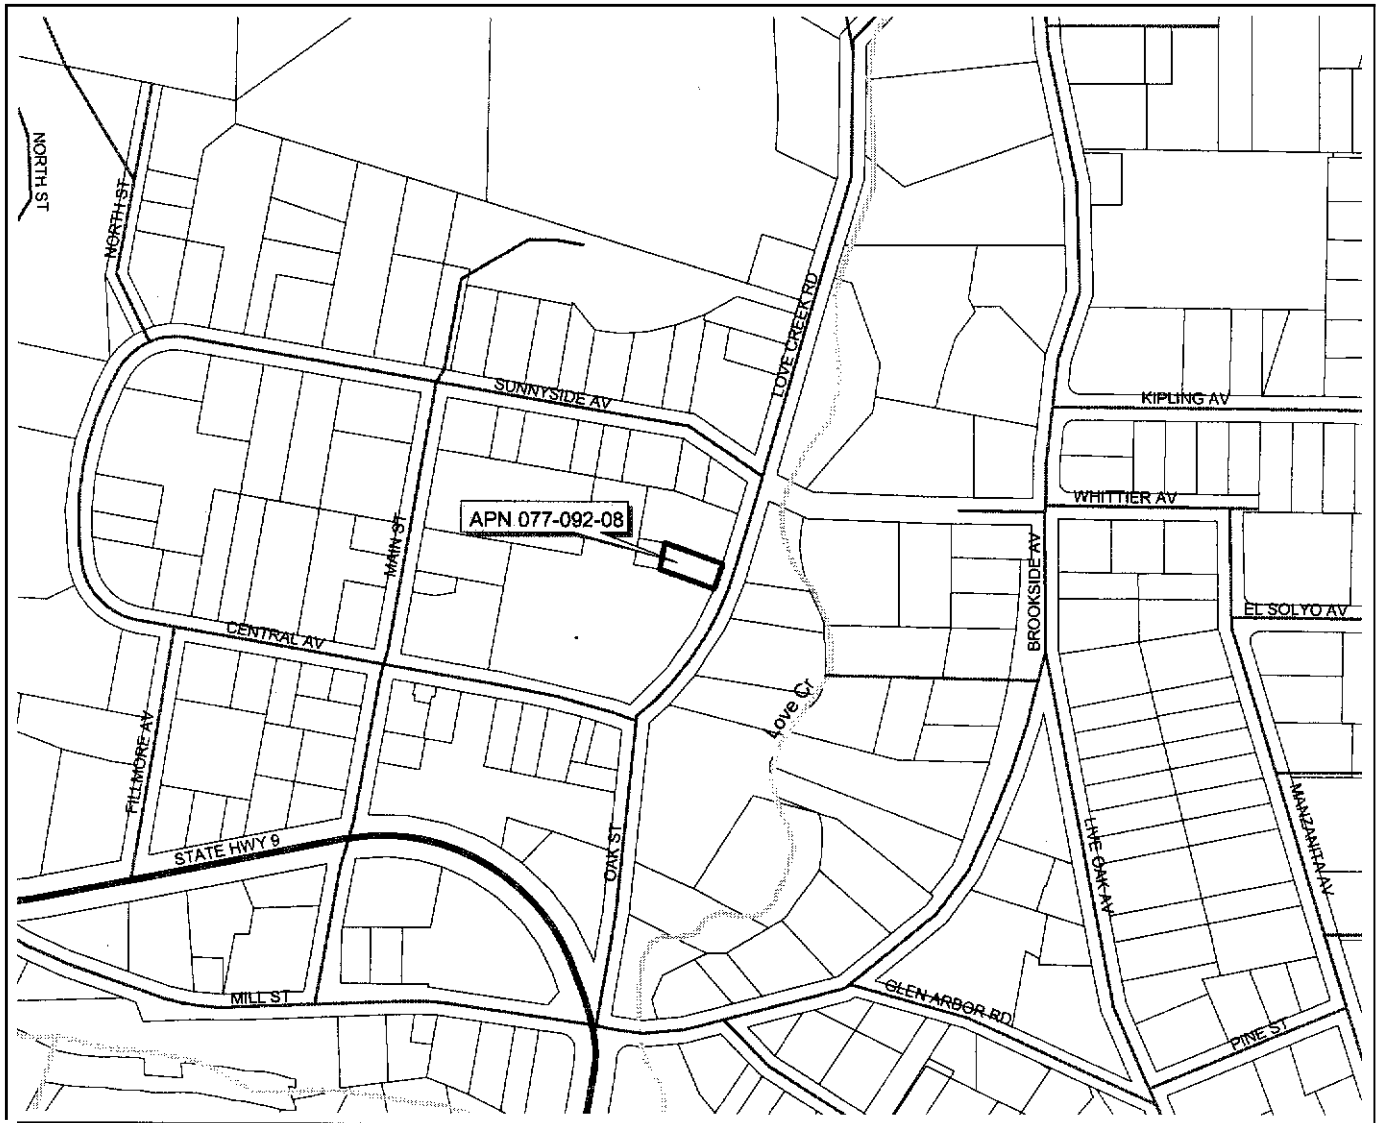 NORTH ST
NORTH ST
LOVE CREEK RD
SUNNYSIDE AV
KIPLING AV
WHITTIER AV
APN 077-092-08
MAIN ST
BROOKSIDE AV
EL SOLYO AV
CENTRAL AV
Love Cr
FILLMORE AV
STATE HWY 9
OAK ST
LIVE OAK AV
MANZANITA AV
MILL ST
GLEN ARBOR RD
PINE ST